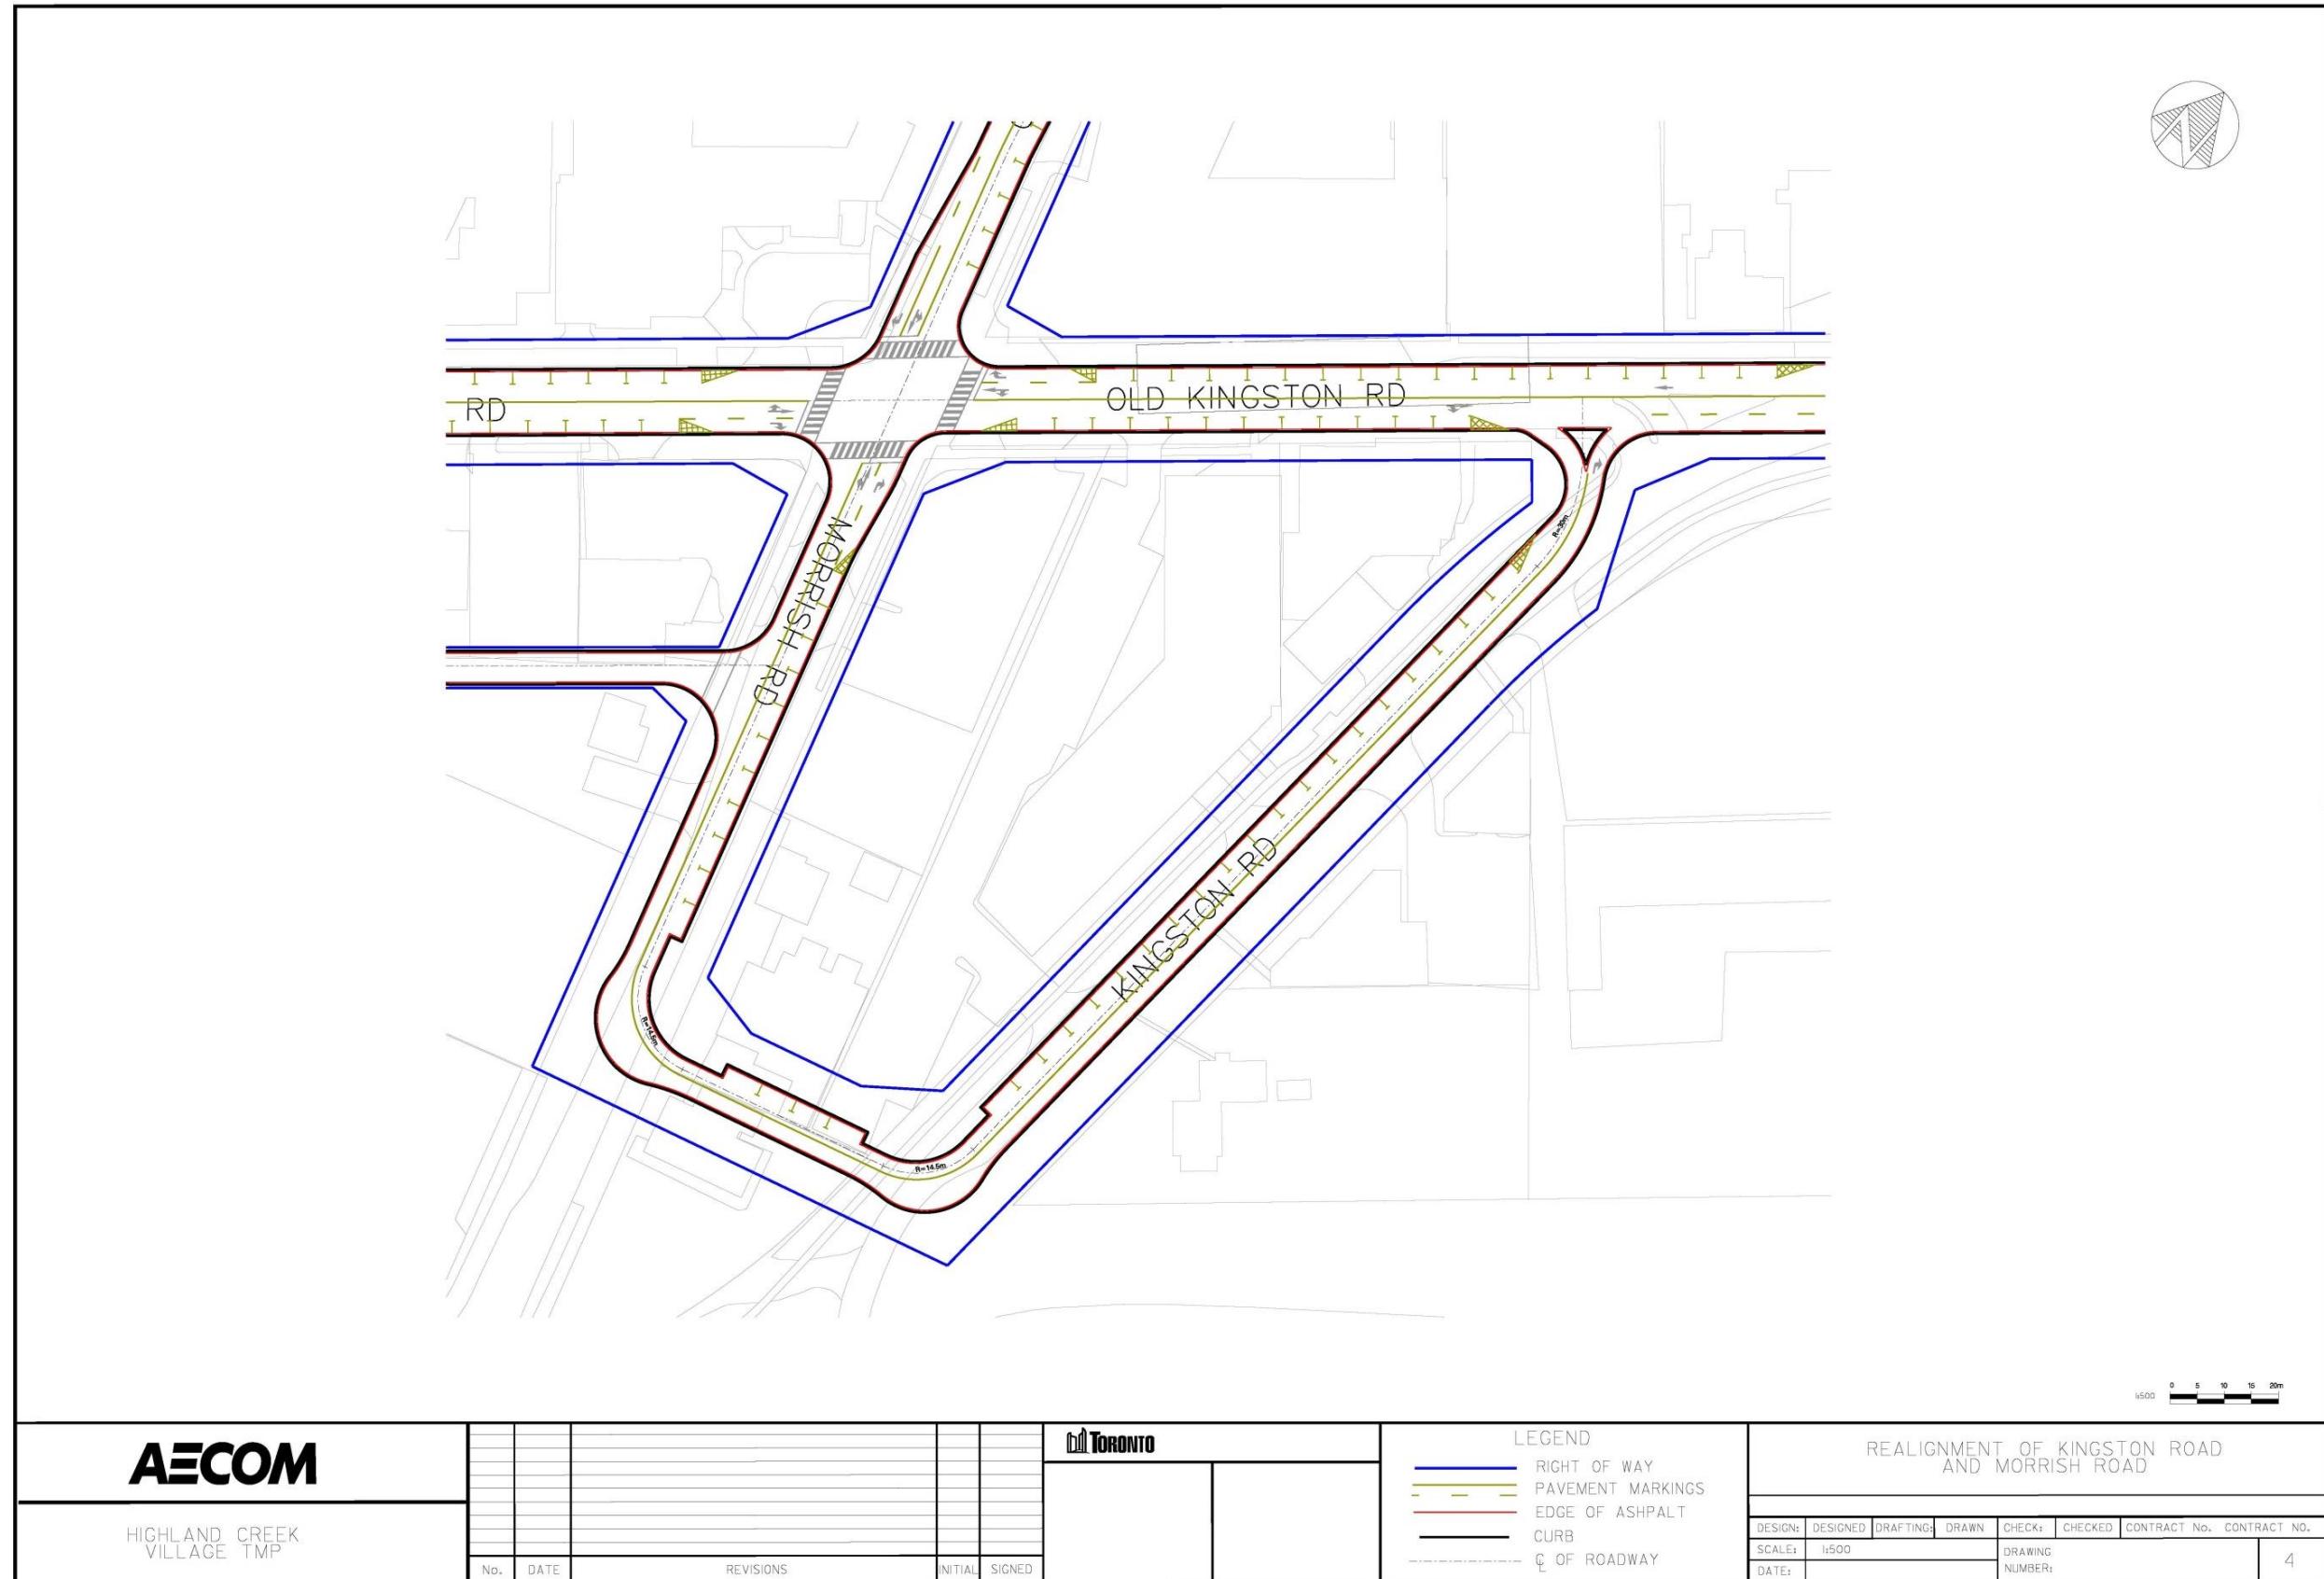 RD
OLD KINGSTON RD
MORRISH RD
R=30m
KINGSTON RD
R=14.5m
R=14.5m
1:500
0 5 10 15 20m
AECOM
HIGHLAND CREEK
VILLAGE TMP
No. DATE REVISIONS INITIAL SIGNED
TORONTO
LEGEND
RIGHT OF WAY
PAVEMENT MARKINGS
EDGE OF ASHPALT
CURB
℄ OF ROADWAY
REALIGNMENT OF KINGSTON ROAD
AND MORRISH ROAD
DESIGN: DESIGNED DRAFTING: DRAWN CHECK: CHECKED CONTRACT No. CONTRACT NO.
SCALE: 1:500
DATE:
DRAWING
NUMBER:
4